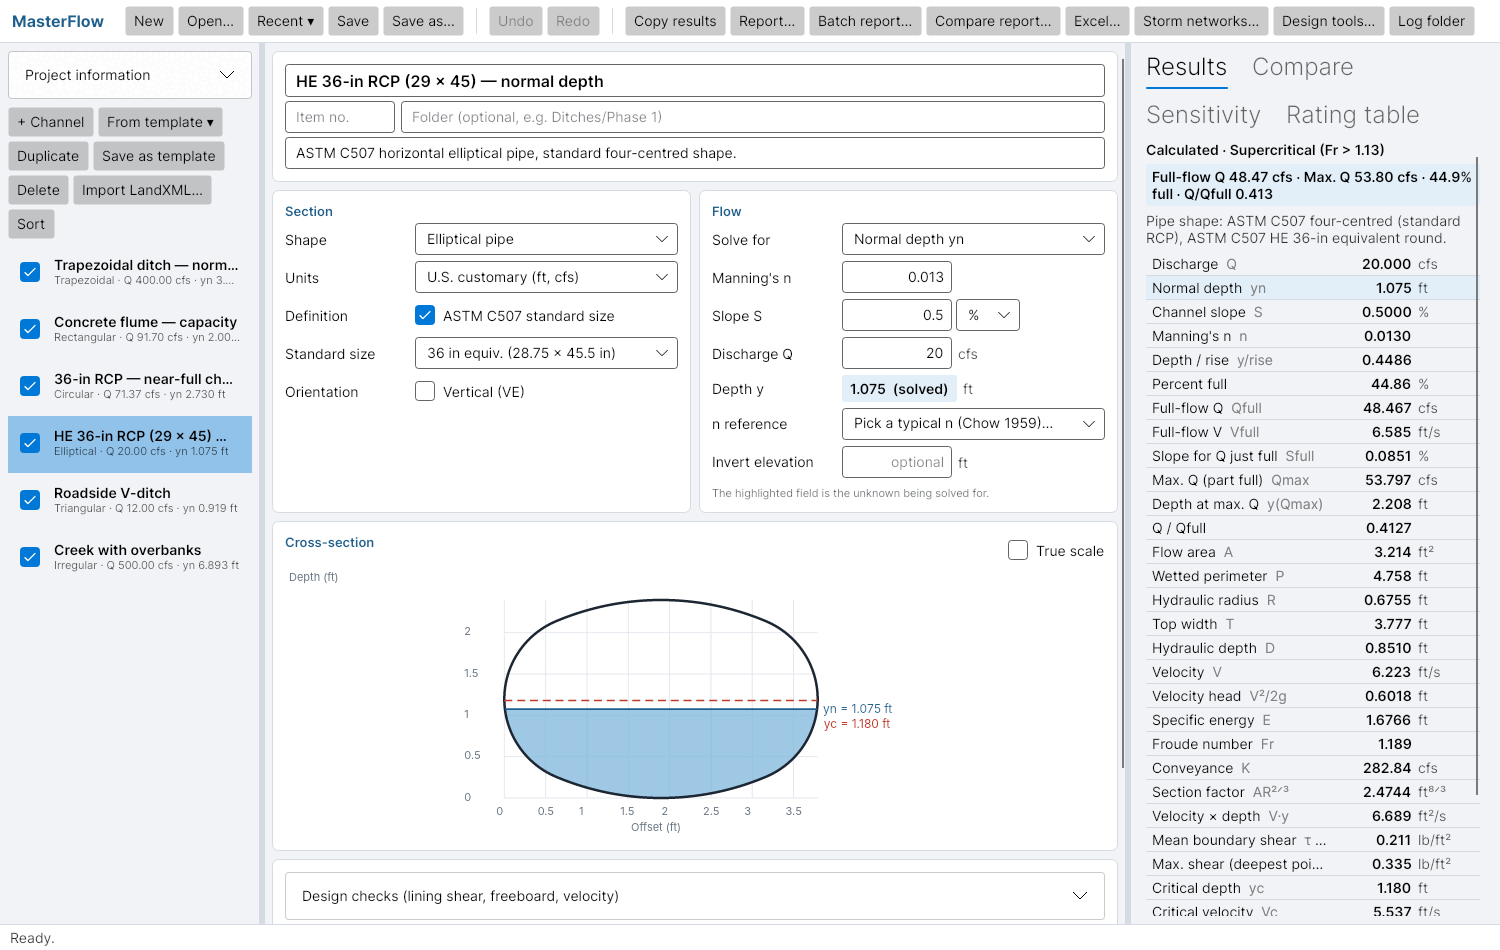 MasterFlow New Open... Recent ▾ Save Save as... Undo Redo Copy results Report... Batch report... Compare report... Excel... Storm networks... Design tools... Log folder
Project information
+ Channel From template ▾
Duplicate Save as template
Delete Import LandXML...
Sort
Trapezoidal ditch — norm...
Trapezoidal · Q 400.00 cfs · yn 3....
Concrete flume — capacity
Rectangular · Q 91.70 cfs · yn 2.00...
36-in RCP — near-full ch...
Circular · Q 71.37 cfs · yn 2.730 ft
HE 36-in RCP (29 × 45) ...
Elliptical · Q 20.00 cfs · yn 1.075 ft
Roadside V-ditch
Triangular · Q 12.00 cfs · yn 0.919 ft
Creek with overbanks
Irregular · Q 500.00 cfs · yn 6.893 ft
HE 36-in RCP (29 × 45) — normal depth
Item no. Folder (optional, e.g. Ditches/Phase 1)
ASTM C507 horizontal elliptical pipe, standard four-centred shape.
Section
Shape Elliptical pipe
Units U.S. customary (ft, cfs)
Definition ASTM C507 standard size
Standard size 36 in equiv. (28.75 × 45.5 in)
Orientation Vertical (VE)
Flow
Solve for Normal depth yn
Manning's n 0.013
Slope S 0.5 %
Discharge Q 20 cfs
Depth y 1.075 (solved) ft
n reference Pick a typical n (Chow 1959)...
Invert elevation optional ft
The highlighted field is the unknown being solved for.
Cross-section
True scale
Depth (ft)
2
1.5
1
0.5
0
yn = 1.075 ft
yc = 1.180 ft
0 0.5 1 1.5 2 2.5 3 3.5
Offset (ft)
Design checks (lining shear, freeboard, velocity)
Results Compare
Sensitivity Rating table
Calculated · Supercritical (Fr > 1.13)
Full-flow Q 48.47 cfs · Max. Q 53.80 cfs · 44.9%
full · Q/Qfull 0.413
Pipe shape: ASTM C507 four-centred (standard
RCP), ASTM C507 HE 36-in equivalent round.
Discharge Q 20.000 cfs
Normal depth yn 1.075 ft
Channel slope S 0.5000 %
Manning's n n 0.0130
Depth / rise y/rise 0.4486
Percent full 44.86 %
Full-flow Q Qfull 48.467 cfs
Full-flow V Vfull 6.585 ft/s
Slope for Q just full Sfull 0.0851 %
Max. Q (part full) Qmax 53.797 cfs
Depth at max. Q y(Qmax) 2.208 ft
Q / Qfull 0.4127
Flow area A 3.214 ft²
Wetted perimeter P 4.758 ft
Hydraulic radius R 0.6755 ft
Top width T 3.777 ft
Hydraulic depth D 0.8510 ft
Velocity V 6.223 ft/s
Velocity head V²/2g 0.6018 ft
Specific energy E 1.6766 ft
Froude number Fr 1.189
Conveyance K 282.84 cfs
Section factor AR²ᐟ³ 2.4744 ft⁸ᐟ³
Velocity × depth V·y 6.689 ft²/s
Mean boundary shear τ ... 0.211 lb/ft²
Max. shear (deepest poi... 0.335 lb/ft²
Critical depth yc 1.180 ft
Critical velocity Vc 5.537 ft/s
Ready.